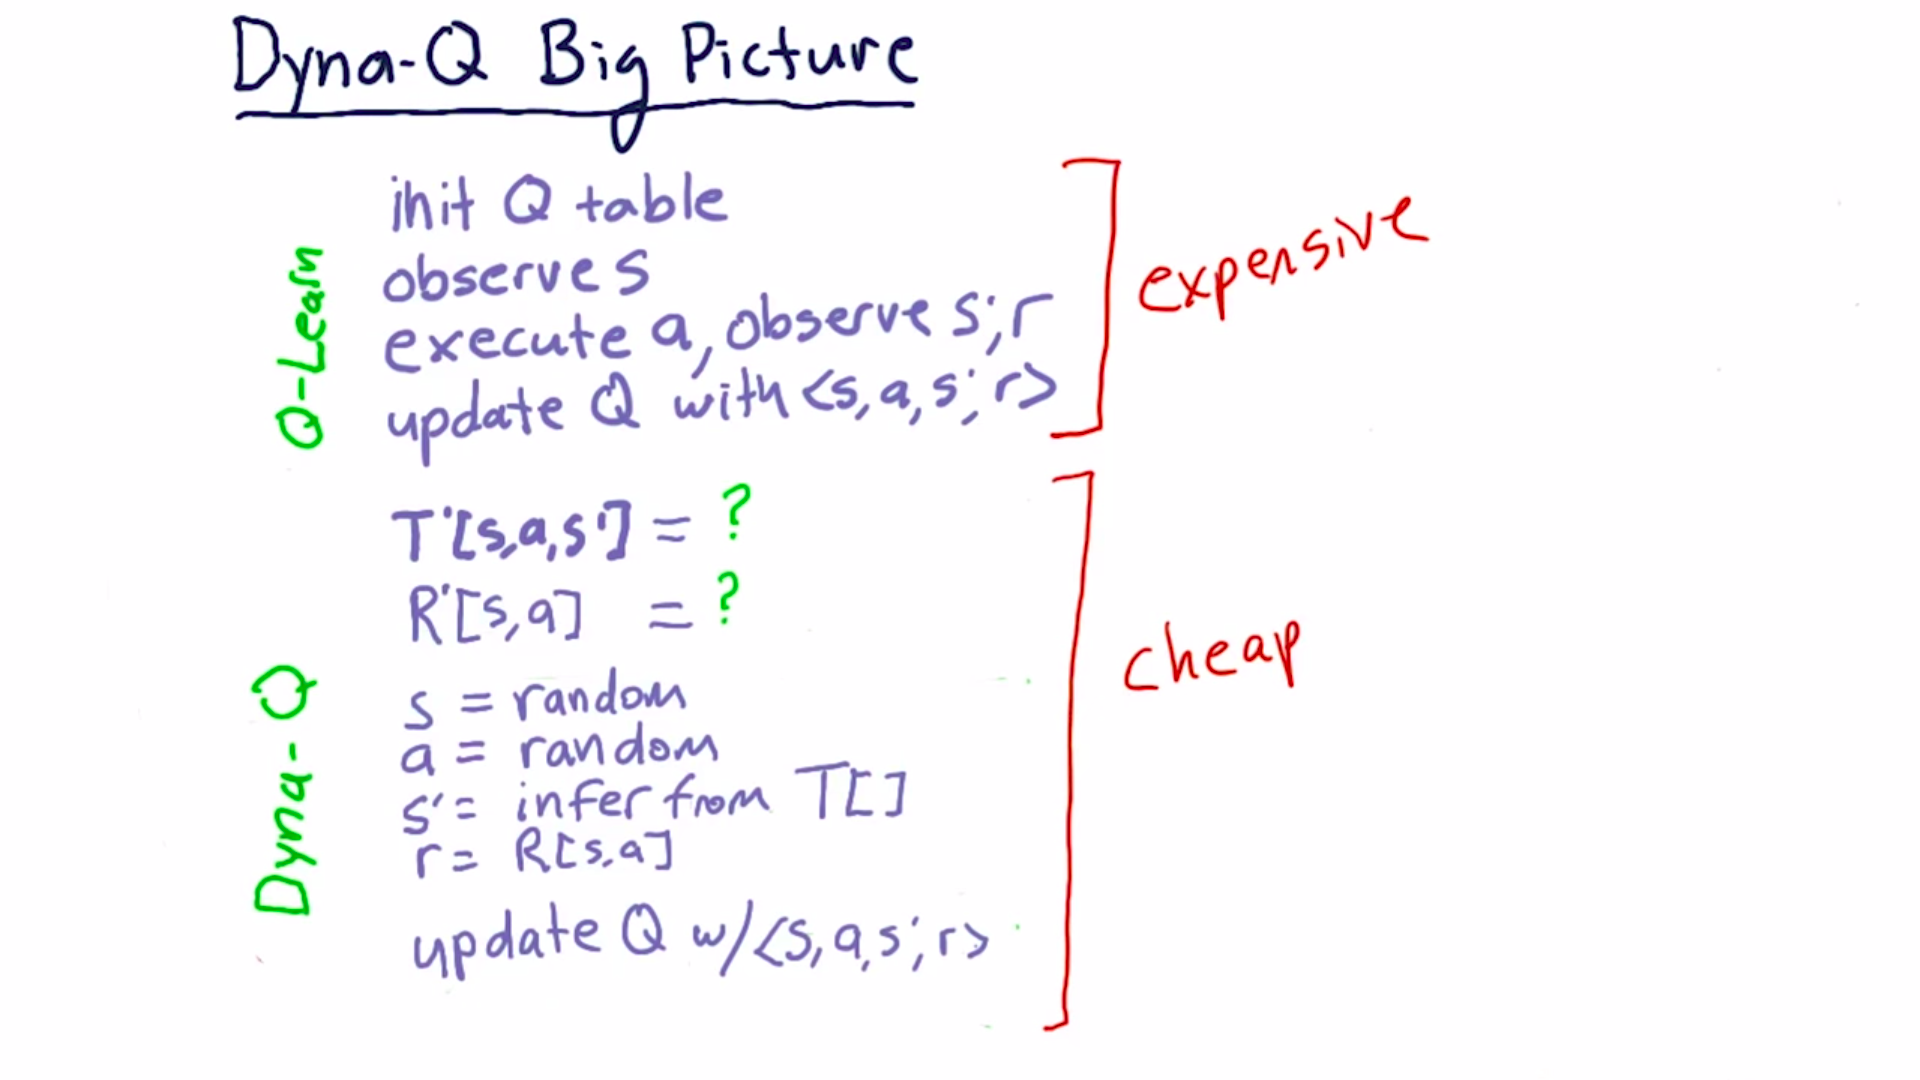 Dyna-Q Big Picture
Q-Learn
init Q table
observe s
execute a, observe s', r
update Q with <s, a, s', r>
expensive
T'[s,a,s'] = ?
R'[s,a] = ?
cheap
Dyna-Q
s = random
a = random
s' = infer from T[]
r = R[s,a]
update Q w/ <s, a, s', r>